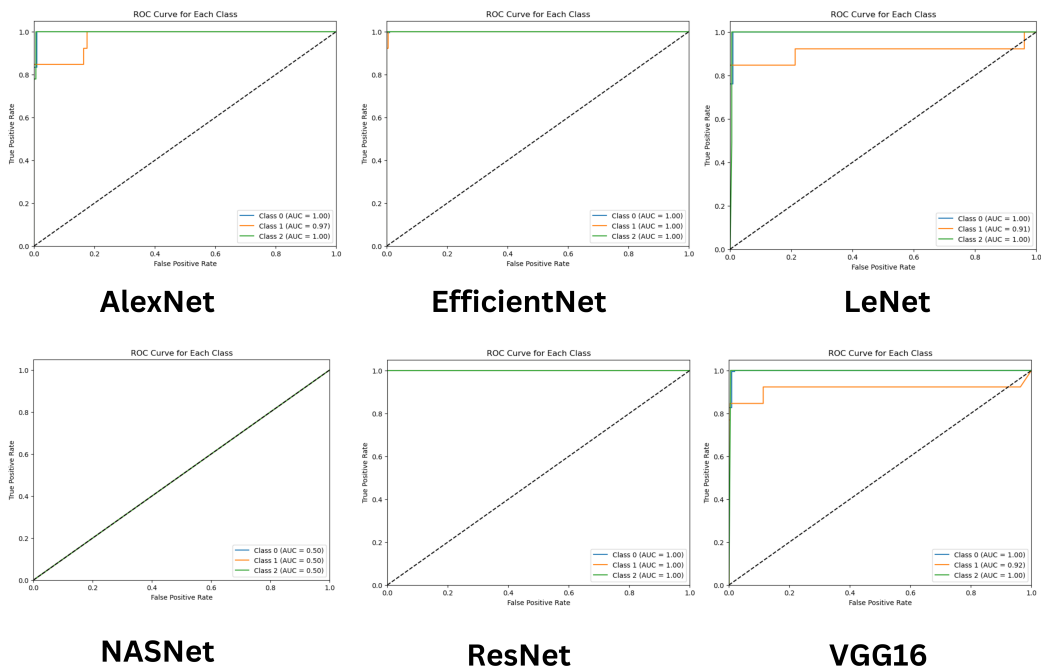 ROC Curve for Each Class
True Positive Rate
1.0
0.8
0.6
0.4
0.2
0.0
Class 0 (AUC = 1.00)
Class 1 (AUC = 0.97)
Class 2 (AUC = 1.00)
0.0 0.2 0.4 0.6 0.8 1.0
False Positive Rate
AlexNet
ROC Curve for Each Class
True Positive Rate
1.0
0.8
0.6
0.4
0.2
0.0
Class 0 (AUC = 1.00)
Class 1 (AUC = 1.00)
Class 2 (AUC = 1.00)
0.0 0.2 0.4 0.6 0.8 1.0
False Positive Rate
EfficientNet
ROC Curve for Each Class
True Positive Rate
1.0
0.8
0.6
0.4
0.2
0.0
Class 0 (AUC = 1.00)
Class 1 (AUC = 0.91)
Class 2 (AUC = 1.00)
0.0 0.2 0.4 0.6 0.8 1.0
False Positive Rate
LeNet
ROC Curve for Each Class
True Positive Rate
1.0
0.8
0.6
0.4
0.2
0.0
Class 0 (AUC = 0.50)
Class 1 (AUC = 0.50)
Class 2 (AUC = 0.50)
0.0 0.2 0.4 0.6 0.8 1.0
False Positive Rate
NASNet
ROC Curve for Each Class
True Positive Rate
1.0
0.8
0.6
0.4
0.2
0.0
Class 0 (AUC = 1.00)
Class 1 (AUC = 1.00)
Class 2 (AUC = 1.00)
0.0 0.2 0.4 0.6 0.8 1.0
False Positive Rate
ResNet
ROC Curve for Each Class
True Positive Rate
1.0
0.8
0.6
0.4
0.2
0.0
Class 0 (AUC = 1.00)
Class 1 (AUC = 0.92)
Class 2 (AUC = 1.00)
0.0 0.2 0.4 0.6 0.8 1.0
False Positive Rate
VGG16